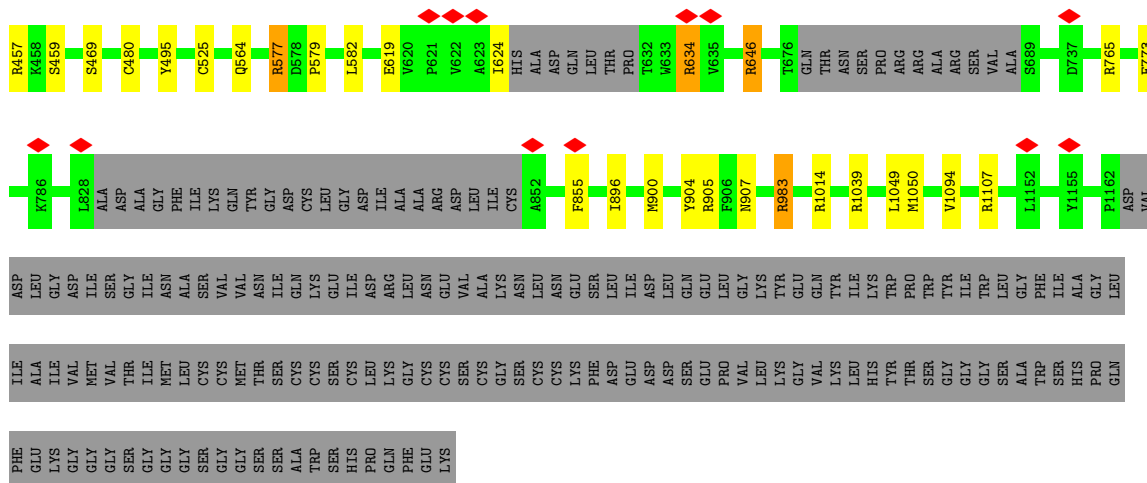 R457 K458 S459 S469 C480 Y495 C525 Q564 R577 D578 P579 L582 E619 V620 P621 V622 A623 I624 HIS ALA ASP GLN LEU THR PRO T632 W633 R634 V635 R646 T676 GLN THR ASN SER PRO ARG ARG ALA ARG SER VAL ALA S689 D737 R765
K786 L828 ALA ASP ALA GLY PHE ILE LYS GLN TYR GLY ASP CYS LEU GLY ASP ILE ALA ALA ARG ASP LEU ILE CYS A852 F855 I896 M900 Y904 R905 F906 N907 R983 R1014 R1039 L1049 M1050 V1094 R1107 L1152 Y1155 P1162 ASP VAL
ASP LEU GLY ASP ILE SER GLY ILE ASN ALA SER VAL VAL ASN ILE GLN LYS GLU ILE ASP ARG LEU ASN GLU VAL ALA LYS ASN LEU ASN GLU SER LEU ILE ASP LEU GLN GLU LEU GLY LYS TYR GLU GLN TYR ILE LYS TRP PRO TRP TYR ILE TRP LEU GLY PHE ILE ALA GLY LEU
ILE ALA ILE VAL MET VAL THR ILE MET LEU CYS CYS MET THR SER CYS CYS SER CYS LEU LYS GLY CYS CYS SER CYS GLY SER CYS CYS LYS PHE ASP GLU ASP ASP SER GLU PRO VAL LEU LYS GLY VAL LYS LEU HIS TYR THR SER GLY GLY GLY SER ALA TRP SER HIS PRO GLN
PHE GLU LYS GLY GLY GLY SER GLY GLY GLY SER GLY GLY SER SER ALA TRP SER HIS PRO GLN PHE GLU LYS